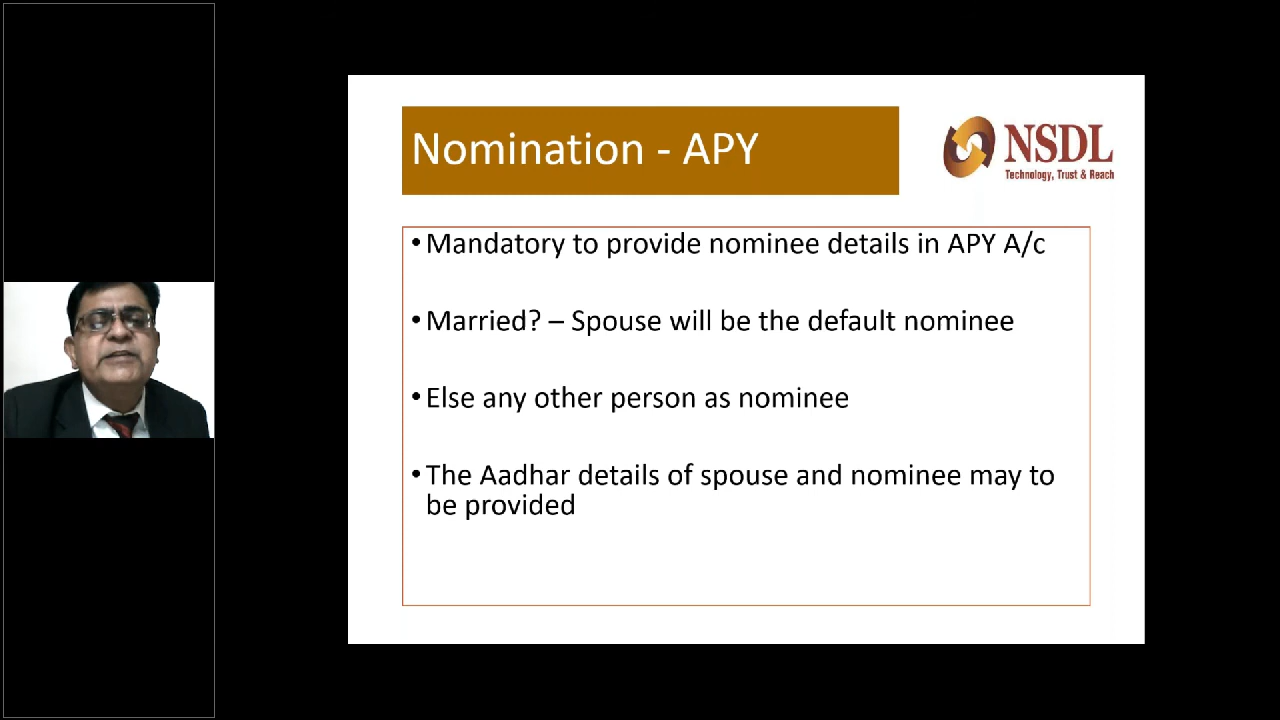 Nomination - APY
NSDL
Technology, Trust & Reach
•Mandatory to provide nominee details in APY A/c
•Married? – Spouse will be the default nominee
•Else any other person as nominee
•The Aadhar details of spouse and nominee may to
be provided